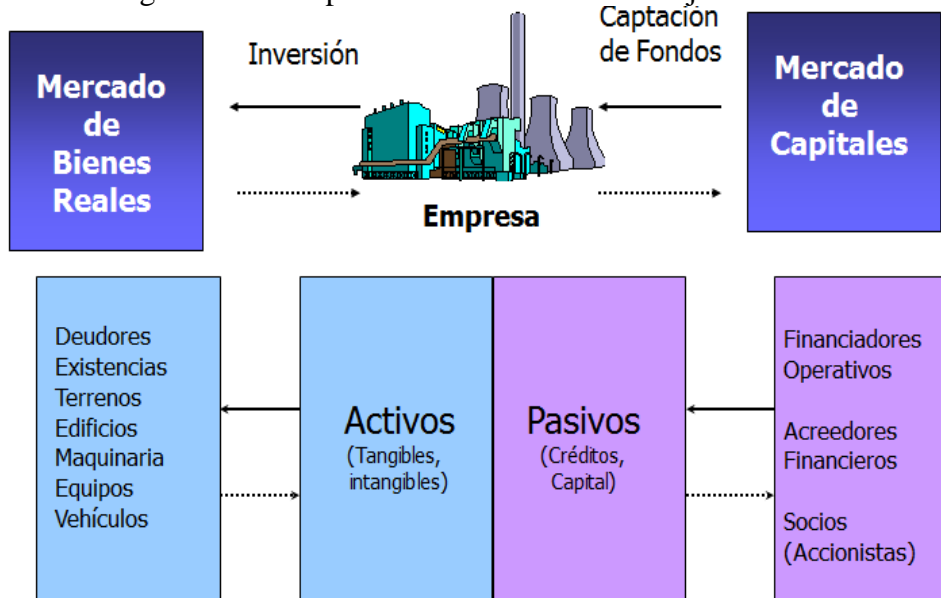 Inversión
Captación
de Fondos
Mercado
de
Bienes
Reales
Mercado
de
Capitales
Empresa
Deudores
Existencias
Terrenos
Edificios
Maquinaria
Equipos
Vehículos
Activos
(Tangibles,
intangibles)
Pasivos
(Créditos,
Capital)
Financiadores
Operativos
Acreedores
Financieros
Socios
(Accionistas)